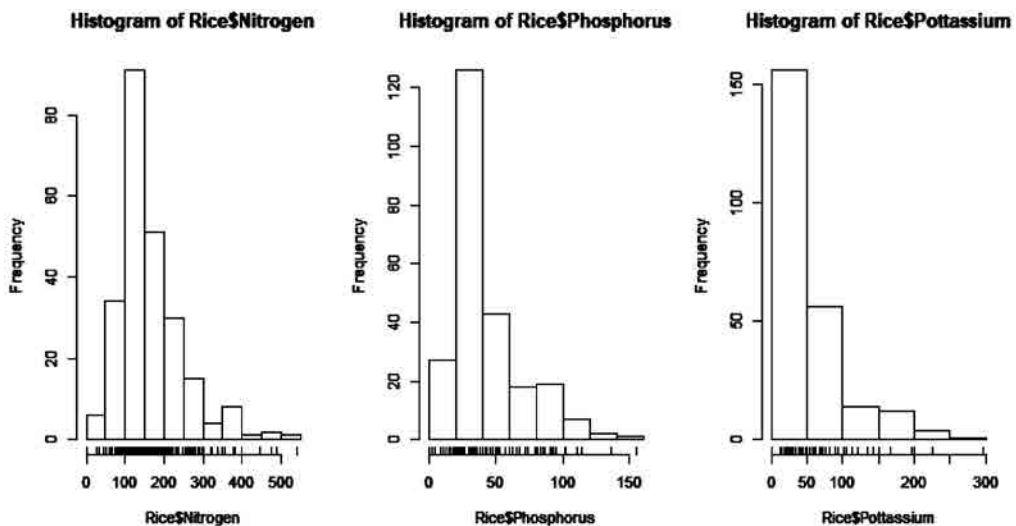 Histogram of Rice$Nitrogen
Frequency
0 20 40 60 80
0 100 200 300 400 500
Rice$Nitrogen
Histogram of Rice$Phosphorus
Frequency
0 20 40 60 80 100 120
0 50 100 150
Rice$Phosphorus
Histogram of Rice$Pottassium
Frequency
0 50 100 150
0 100 200 300
Rice$Pottassium